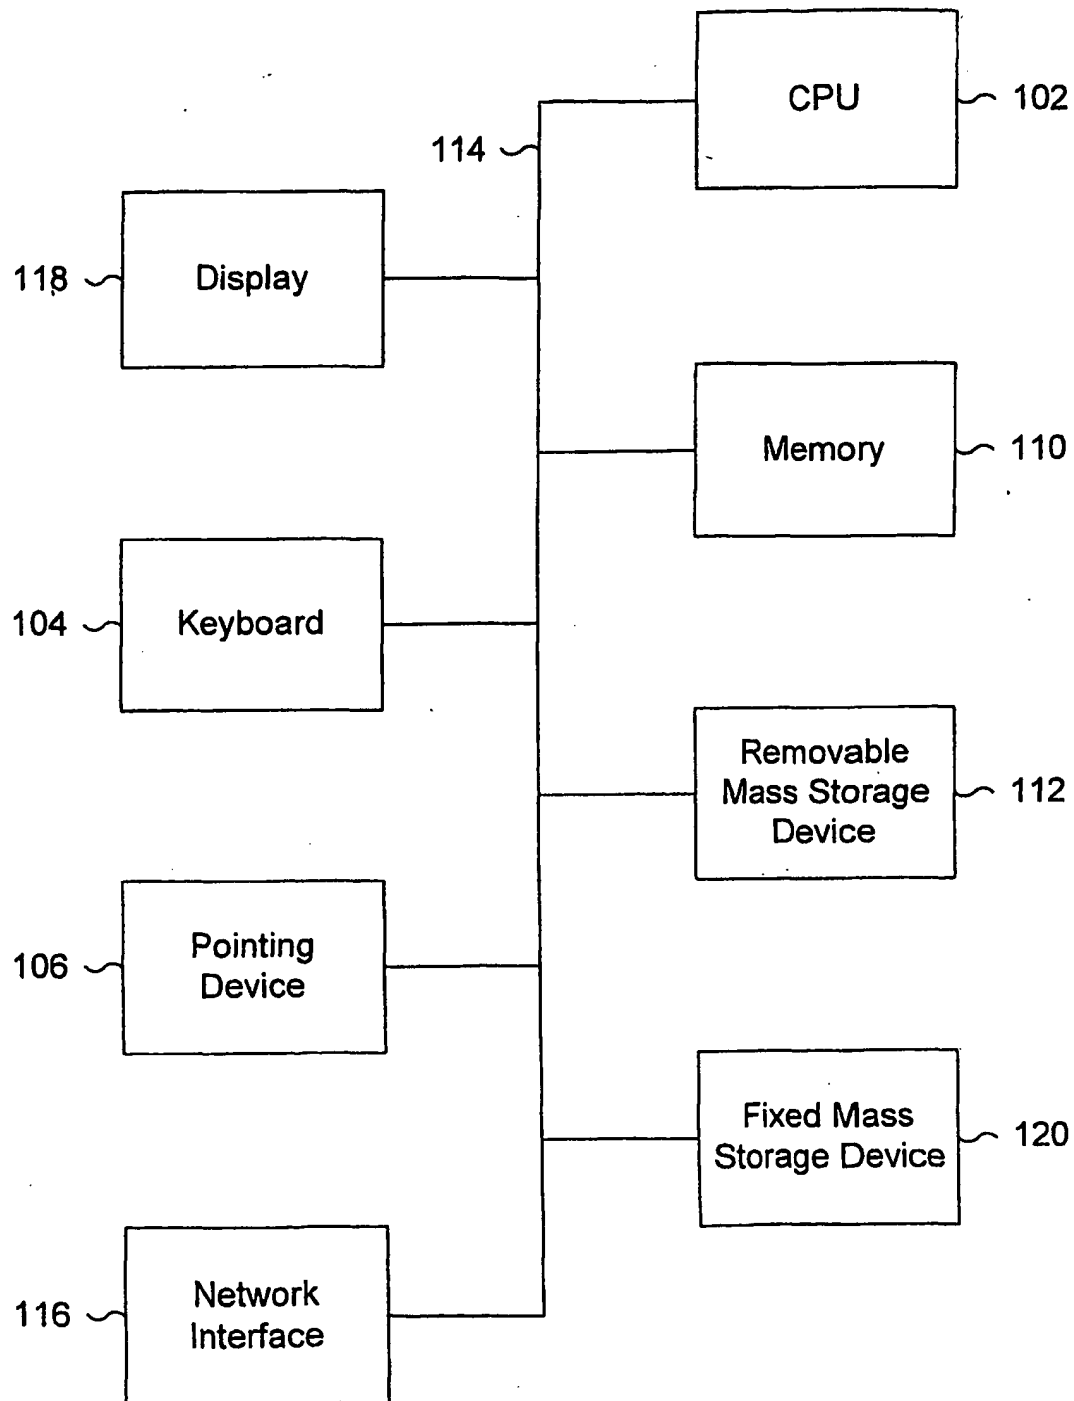 CPU
102
114
118
Display
Memory
110
104
Keyboard
Removable
Mass Storage
Device
112
106
Pointing
Device
Fixed Mass
Storage Device
120
116
Network
Interface